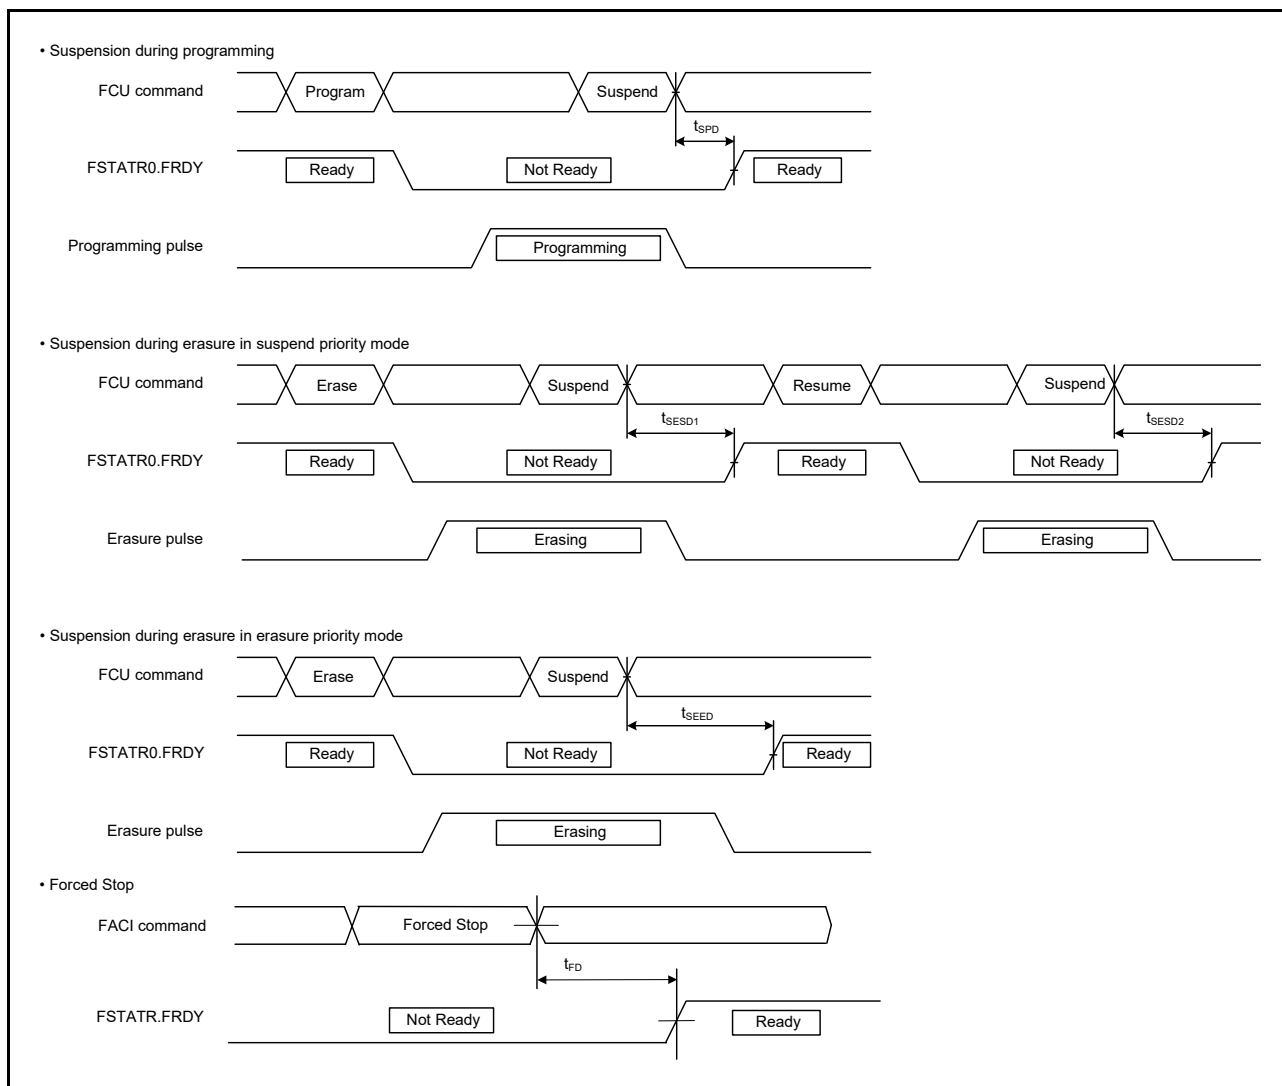 • Suspension during programming
FCU command Program Suspend
tSPD
FSTATR0.FRDY Ready Not Ready Ready
Programming pulse Programming
• Suspension during erasure in suspend priority mode
FCU command Erase Suspend Resume Suspend
tSESD1 tSESD2
FSTATR0.FRDY Ready Not Ready Ready Not Ready
Erasure pulse Erasing Erasing
• Suspension during erasure in erasure priority mode
FCU command Erase Suspend
tSEED
FSTATR0.FRDY Ready Not Ready Ready
Erasure pulse Erasing
• Forced Stop
FACI command Forced Stop
tFD
FSTATR.FRDY Not Ready Ready